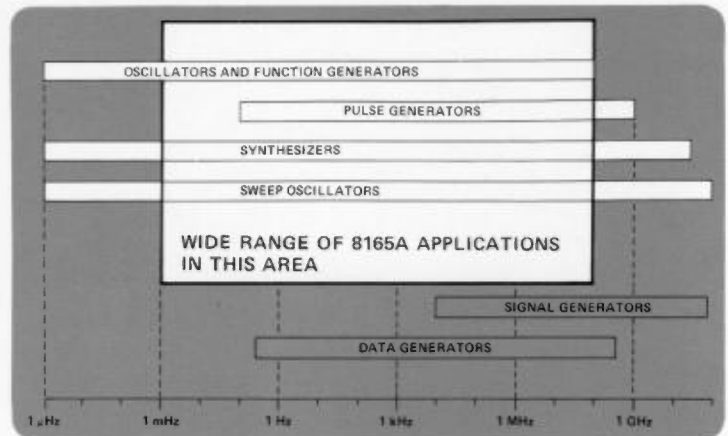 OSCILLATORS AND FUNCTION GENERATORS
PULSE GENERATORS
SYNTHESIZERS
SWEEP OSCILLATORS
WIDE RANGE OF 8165A APPLICATIONS
IN THIS AREA
SIGNAL GENERATORS
DATA GENERATORS
1 μHz 1 mHz 1 Hz 1 kHz 1 MHz 1 GHz